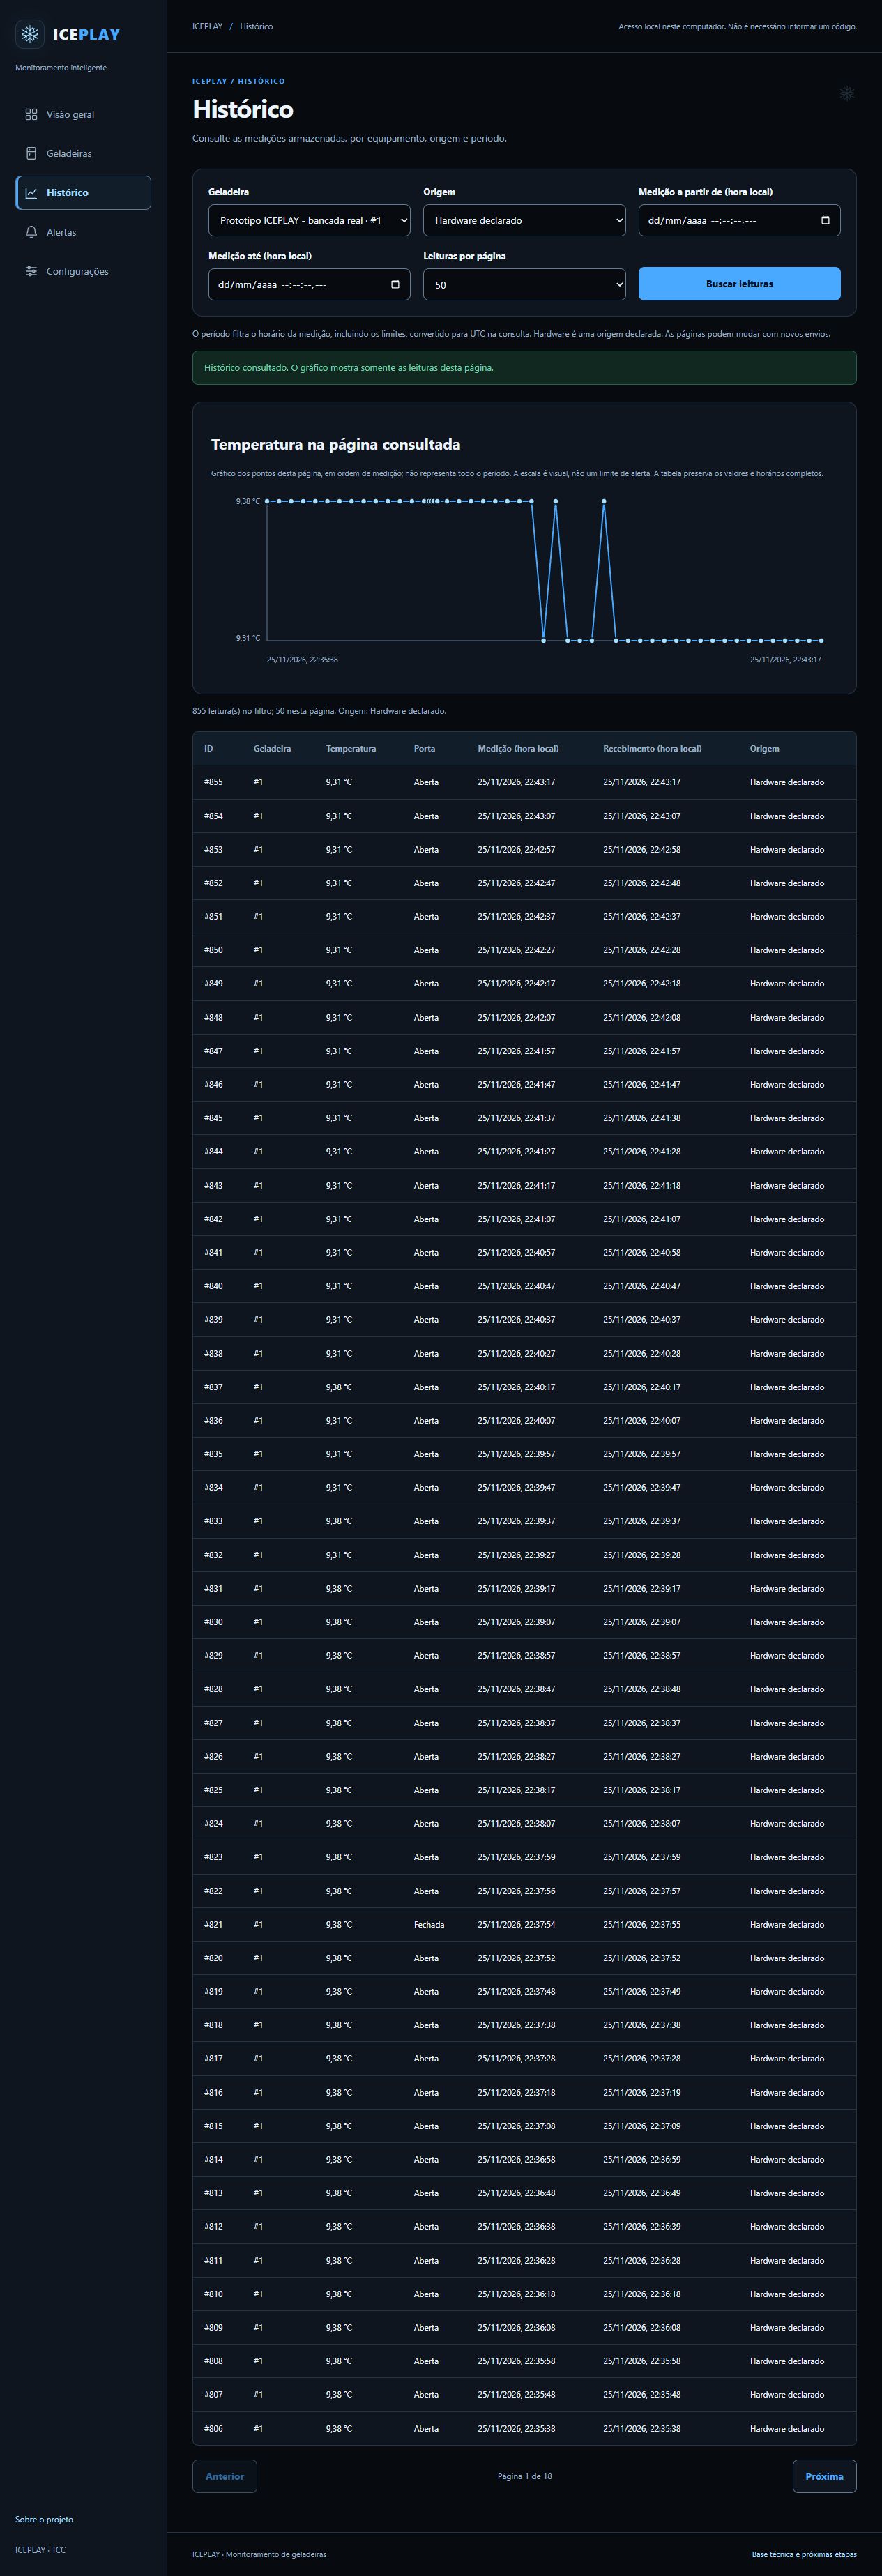 ICEPLAY
Monitoramento inteligente
Visão geral
Geladeiras
Histórico
Alertas
Configurações
Sobre o projeto
ICEPLAY · TCC
ICEPLAY / Histórico
Acesso local neste computador. Não é necessário informar um código.
ICEPLAY / HISTÓRICO
Histórico
Consulte as medições armazenadas, por equipamento, origem e período.
Geladeira Origem Medição a partir de (hora local)
Prototipo ICEPLAY - bancada real · #1 Hardware declarado dd/mm/aaaa --:--:--,---
Medição até (hora local) Leituras por página
dd/mm/aaaa --:--:--,--- 50 Buscar leituras
O período filtra o horário da medição, incluindo os limites, convertido para UTC na consulta. Hardware é uma origem declarada. As páginas podem mudar com novos envios.
Histórico consultado. O gráfico mostra somente as leituras desta página.
Temperatura na página consultada
Gráfico dos pontos desta página, em ordem de medição; não representa todo o período. A escala é visual, não um limite de alerta. A tabela preserva os valores e horários completos.
9,38 °C
9,31 °C
25/11/2026, 22:35:38 25/11/2026, 22:43:17
855 leitura(s) no filtro; 50 nesta página. Origem: Hardware declarado.
ID Geladeira Temperatura Porta Medição (hora local) Recebimento (hora local) Origem
#855 #1 9,31 °C Aberta 25/11/2026, 22:43:17 25/11/2026, 22:43:17 Hardware declarado
#854 #1 9,31 °C Aberta 25/11/2026, 22:43:07 25/11/2026, 22:43:07 Hardware declarado
#853 #1 9,31 °C Aberta 25/11/2026, 22:42:57 25/11/2026, 22:42:58 Hardware declarado
#852 #1 9,31 °C Aberta 25/11/2026, 22:42:47 25/11/2026, 22:42:48 Hardware declarado
#851 #1 9,31 °C Aberta 25/11/2026, 22:42:37 25/11/2026, 22:42:37 Hardware declarado
#850 #1 9,31 °C Aberta 25/11/2026, 22:42:27 25/11/2026, 22:42:28 Hardware declarado
#849 #1 9,31 °C Aberta 25/11/2026, 22:42:17 25/11/2026, 22:42:18 Hardware declarado
#848 #1 9,31 °C Aberta 25/11/2026, 22:42:07 25/11/2026, 22:42:08 Hardware declarado
#847 #1 9,31 °C Aberta 25/11/2026, 22:41:57 25/11/2026, 22:41:57 Hardware declarado
#846 #1 9,31 °C Aberta 25/11/2026, 22:41:47 25/11/2026, 22:41:47 Hardware declarado
#845 #1 9,31 °C Aberta 25/11/2026, 22:41:37 25/11/2026, 22:41:38 Hardware declarado
#844 #1 9,31 °C Aberta 25/11/2026, 22:41:27 25/11/2026, 22:41:28 Hardware declarado
#843 #1 9,31 °C Aberta 25/11/2026, 22:41:17 25/11/2026, 22:41:18 Hardware declarado
#842 #1 9,31 °C Aberta 25/11/2026, 22:41:07 25/11/2026, 22:41:07 Hardware declarado
#841 #1 9,31 °C Aberta 25/11/2026, 22:40:57 25/11/2026, 22:40:58 Hardware declarado
#840 #1 9,31 °C Aberta 25/11/2026, 22:40:47 25/11/2026, 22:40:47 Hardware declarado
#839 #1 9,31 °C Aberta 25/11/2026, 22:40:37 25/11/2026, 22:40:37 Hardware declarado
#838 #1 9,31 °C Aberta 25/11/2026, 22:40:27 25/11/2026, 22:40:28 Hardware declarado
#837 #1 9,38 °C Aberta 25/11/2026, 22:40:17 25/11/2026, 22:40:17 Hardware declarado
#836 #1 9,31 °C Aberta 25/11/2026, 22:40:07 25/11/2026, 22:40:07 Hardware declarado
#835 #1 9,31 °C Aberta 25/11/2026, 22:39:57 25/11/2026, 22:39:57 Hardware declarado
#834 #1 9,31 °C Aberta 25/11/2026, 22:39:47 25/11/2026, 22:39:47 Hardware declarado
#833 #1 9,38 °C Aberta 25/11/2026, 22:39:37 25/11/2026, 22:39:37 Hardware declarado
#832 #1 9,31 °C Aberta 25/11/2026, 22:39:27 25/11/2026, 22:39:28 Hardware declarado
#831 #1 9,38 °C Aberta 25/11/2026, 22:39:17 25/11/2026, 22:39:17 Hardware declarado
#830 #1 9,38 °C Aberta 25/11/2026, 22:39:07 25/11/2026, 22:39:07 Hardware declarado
#829 #1 9,38 °C Aberta 25/11/2026, 22:38:57 25/11/2026, 22:38:57 Hardware declarado
#828 #1 9,38 °C Aberta 25/11/2026, 22:38:47 25/11/2026, 22:38:48 Hardware declarado
#827 #1 9,38 °C Aberta 25/11/2026, 22:38:37 25/11/2026, 22:38:37 Hardware declarado
#826 #1 9,38 °C Aberta 25/11/2026, 22:38:27 25/11/2026, 22:38:27 Hardware declarado
#825 #1 9,38 °C Aberta 25/11/2026, 22:38:17 25/11/2026, 22:38:17 Hardware declarado
#824 #1 9,38 °C Aberta 25/11/2026, 22:38:07 25/11/2026, 22:38:07 Hardware declarado
#823 #1 9,38 °C Aberta 25/11/2026, 22:37:59 25/11/2026, 22:37:59 Hardware declarado
#822 #1 9,38 °C Aberta 25/11/2026, 22:37:56 25/11/2026, 22:37:57 Hardware declarado
#821 #1 9,38 °C Fechada 25/11/2026, 22:37:54 25/11/2026, 22:37:55 Hardware declarado
#820 #1 9,38 °C Aberta 25/11/2026, 22:37:52 25/11/2026, 22:37:52 Hardware declarado
#819 #1 9,38 °C Aberta 25/11/2026, 22:37:48 25/11/2026, 22:37:49 Hardware declarado
#818 #1 9,38 °C Aberta 25/11/2026, 22:37:38 25/11/2026, 22:37:38 Hardware declarado
#817 #1 9,38 °C Aberta 25/11/2026, 22:37:28 25/11/2026, 22:37:28 Hardware declarado
#816 #1 9,38 °C Aberta 25/11/2026, 22:37:18 25/11/2026, 22:37:19 Hardware declarado
#815 #1 9,38 °C Aberta 25/11/2026, 22:37:08 25/11/2026, 22:37:09 Hardware declarado
#814 #1 9,38 °C Aberta 25/11/2026, 22:36:58 25/11/2026, 22:36:59 Hardware declarado
#813 #1 9,38 °C Aberta 25/11/2026, 22:36:48 25/11/2026, 22:36:49 Hardware declarado
#812 #1 9,38 °C Aberta 25/11/2026, 22:36:38 25/11/2026, 22:36:39 Hardware declarado
#811 #1 9,38 °C Aberta 25/11/2026, 22:36:28 25/11/2026, 22:36:28 Hardware declarado
#810 #1 9,38 °C Aberta 25/11/2026, 22:36:18 25/11/2026, 22:36:18 Hardware declarado
#809 #1 9,38 °C Aberta 25/11/2026, 22:36:08 25/11/2026, 22:36:08 Hardware declarado
#808 #1 9,38 °C Aberta 25/11/2026, 22:35:58 25/11/2026, 22:35:58 Hardware declarado
#807 #1 9,38 °C Aberta 25/11/2026, 22:35:48 25/11/2026, 22:35:48 Hardware declarado
#806 #1 9,38 °C Aberta 25/11/2026, 22:35:38 25/11/2026, 22:35:38 Hardware declarado
Anterior Página 1 de 18 Próxima
ICEPLAY · Monitoramento de geladeiras Base técnica e próximas etapas